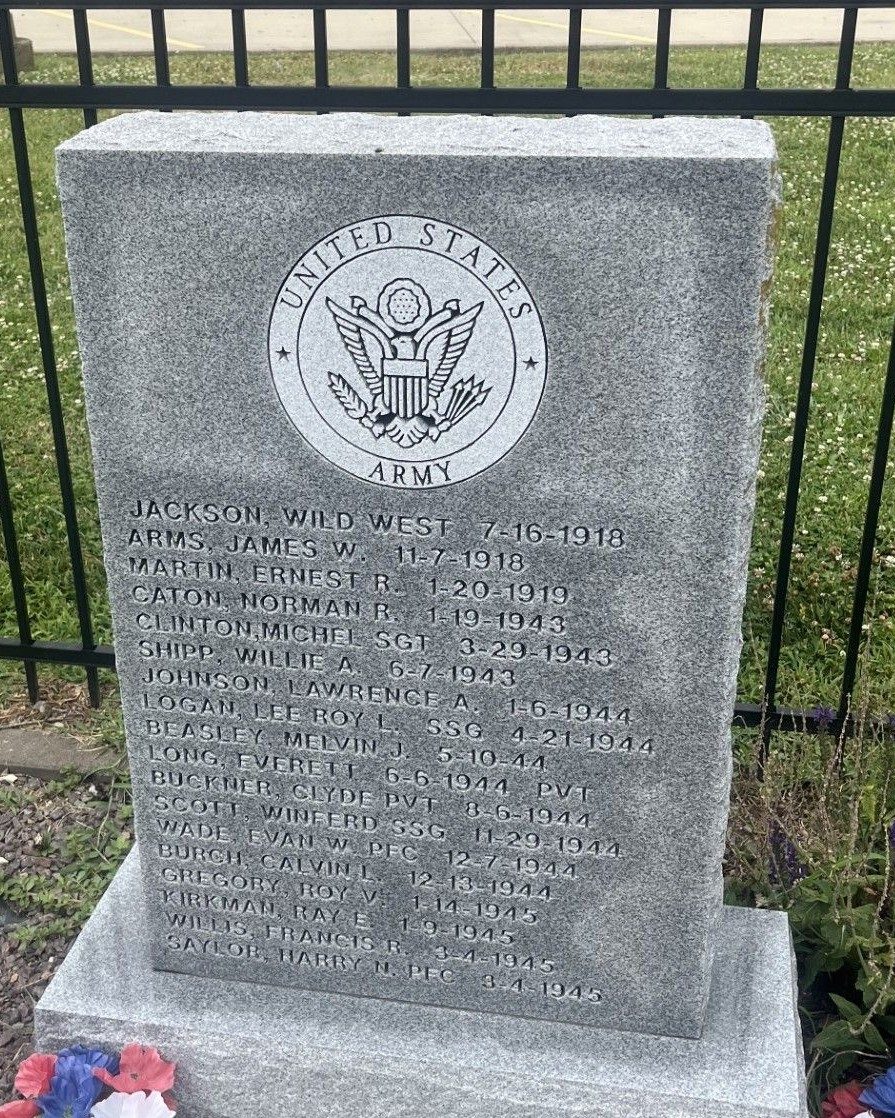 UNITED STATES
ARMY
JACKSON, WILD WEST 7-16-1918
ARMS, JAMES W. 11-7-1918
MARTIN, ERNEST R. 1-20-1919
CATON, NORMAN R. 1-19-1943
CLINTON,MICHEL SGT 3-29-1943
SHIPP, WILLIE A. 6-7-1943
JOHNSON, LAWRENCE A. 1-6-1944
LOGAN, LEE ROY L. SSG 4-21-1944
BEASLEY, MELVIN J. 5-10-44
LONG, EVERETT 6-6-1944 PVT
BUCKNER, CLYDE PVT 8-6-1944
SCOTT, WINFERD SSG 11-29-1944
WADE, EVAN W. PFC 12-7-1944
BURCH, CALVIN L. 12-13-1944
GREGORY, ROY V. 1-14-1945
KIRKMAN, RAY E. 1-9-1945
WILLIS, FRANCIS R. 3-4-1945
SAYLOR, HARRY N. PFC 3-4-1945